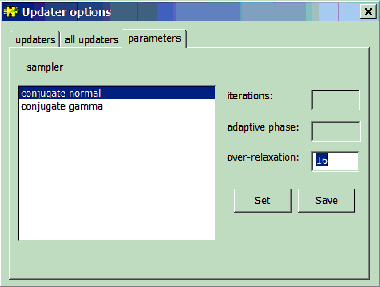 Updater options
updaters all updaters parameters
sampler
conjugate normal
conjugate gamma
iterations:
adaptive phase:
over-relaxation: 16
Set Save